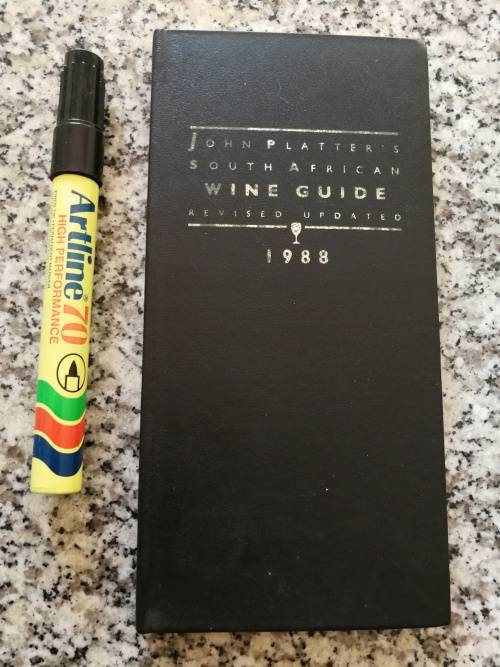 Artline® 70
HIGH PERFORMANCE
JOHN PLATTER'S
SOUTH AFRICAN
WINE GUIDE
REVISED UPDATED
1988